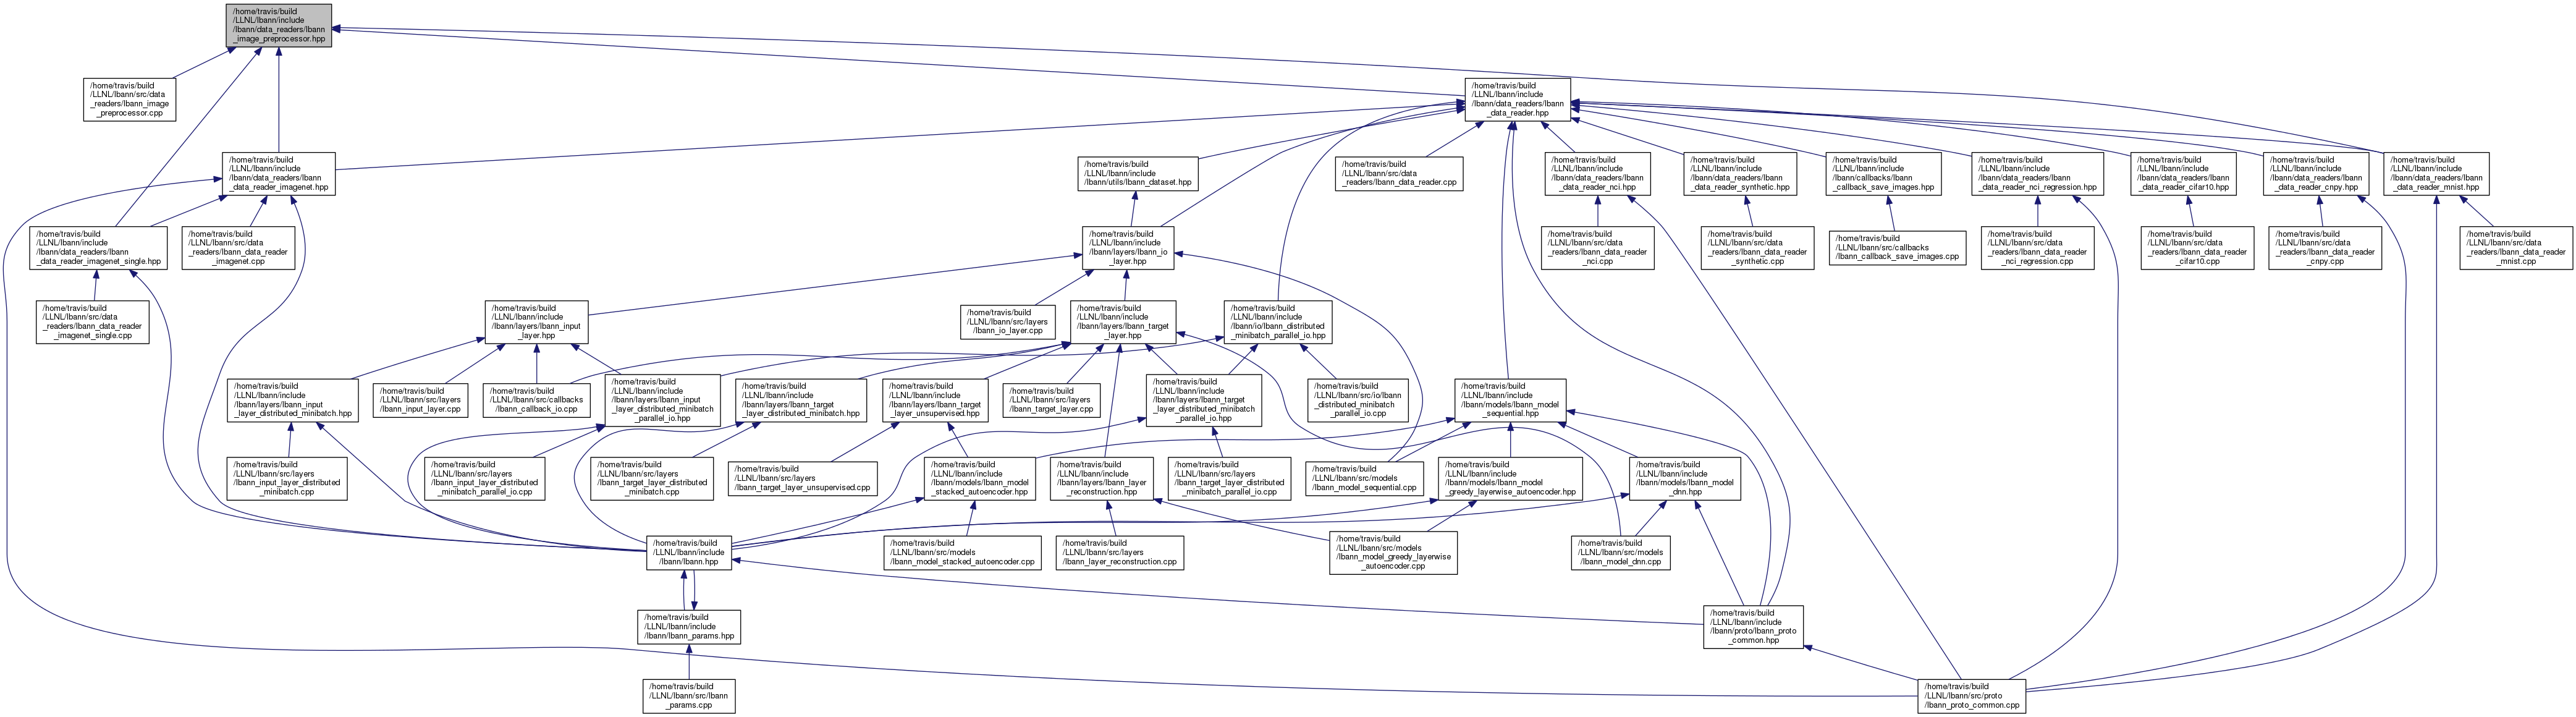 /home/travis/build
/LLNL/lbann/include
/lbann/data_readers/lbann
_image_preprocessor.hpp
/home/travis/build
/LLNL/lbann/src/data
_readers/lbann_image
_preprocessor.cpp
/home/travis/build
/LLNL/lbann/include
/lbann/data_readers/lbann
_data_reader.hpp
/home/travis/build
/LLNL/lbann/include
/lbann/data_readers/lbann
_data_reader_imagenet.hpp
/home/travis/build
/LLNL/lbann/include
/lbann/utils/lbann_dataset.hpp
/home/travis/build
/LLNL/lbann/src/data
_readers/lbann_data_reader.cpp
/home/travis/build
/LLNL/lbann/include
/lbann/data_readers/lbann
_data_reader_nci.hpp
/home/travis/build
/LLNL/lbann/include
/lbann/data_readers/lbann
_data_reader_synthetic.hpp
/home/travis/build
/LLNL/lbann/include
/lbann/callbacks/lbann
_callback_save_images.hpp
/home/travis/build
/LLNL/lbann/include
/lbann/data_readers/lbann
_data_reader_nci_regression.hpp
/home/travis/build
/LLNL/lbann/include
/lbann/data_readers/lbann
_data_reader_cifar10.hpp
/home/travis/build
/LLNL/lbann/include
/lbann/data_readers/lbann
_data_reader_cnpy.hpp
/home/travis/build
/LLNL/lbann/include
/lbann/data_readers/lbann
_data_reader_mnist.hpp
/home/travis/build
/LLNL/lbann/include
/lbann/data_readers/lbann
_data_reader_imagenet_single.hpp
/home/travis/build
/LLNL/lbann/src/data
_readers/lbann_data_reader
_imagenet.cpp
/home/travis/build
/LLNL/lbann/include
/lbann/layers/lbann_io
_layer.hpp
/home/travis/build
/LLNL/lbann/src/data
_readers/lbann_data_reader
_nci.cpp
/home/travis/build
/LLNL/lbann/src/data
_readers/lbann_data_reader
_synthetic.cpp
/home/travis/build
/LLNL/lbann/src/callbacks
/lbann_callback_save_images.cpp
/home/travis/build
/LLNL/lbann/src/data
_readers/lbann_data_reader
_nci_regression.cpp
/home/travis/build
/LLNL/lbann/src/data
_readers/lbann_data_reader
_cifar10.cpp
/home/travis/build
/LLNL/lbann/src/data
_readers/lbann_data_reader
_cnpy.cpp
/home/travis/build
/LLNL/lbann/src/data
_readers/lbann_data_reader
_mnist.cpp
/home/travis/build
/LLNL/lbann/src/data
_readers/lbann_data_reader
_imagenet_single.cpp
/home/travis/build
/LLNL/lbann/include
/lbann/layers/lbann_input
_layer.hpp
/home/travis/build
/LLNL/lbann/src/layers
/lbann_io_layer.cpp
/home/travis/build
/LLNL/lbann/include
/lbann/layers/lbann_target
_layer.hpp
/home/travis/build
/LLNL/lbann/include
/lbann/io/lbann_distributed
_minibatch_parallel_io.hpp
/home/travis/build
/LLNL/lbann/include
/lbann/layers/lbann_input
_layer_distributed_minibatch.hpp
/home/travis/build
/LLNL/lbann/src/layers
/lbann_input_layer.cpp
/home/travis/build
/LLNL/lbann/src/callbacks
/lbann_callback_io.cpp
/home/travis/build
/LLNL/lbann/include
/lbann/layers/lbann_input
_layer_distributed_minibatch
_parallel_io.hpp
/home/travis/build
/LLNL/lbann/include
/lbann/layers/lbann_target
_layer_distributed_minibatch.hpp
/home/travis/build
/LLNL/lbann/include
/lbann/layers/lbann_target
_layer_unsupervised.hpp
/home/travis/build
/LLNL/lbann/src/layers
/lbann_target_layer.cpp
/home/travis/build
/LLNL/lbann/include
/lbann/layers/lbann_target
_layer_distributed_minibatch
_parallel_io.hpp
/home/travis/build
/LLNL/lbann/src/io/lbann
_distributed_minibatch
_parallel_io.cpp
/home/travis/build
/LLNL/lbann/include
/lbann/models/lbann_model
_sequential.hpp
/home/travis/build
/LLNL/lbann/src/layers
/lbann_input_layer_distributed
_minibatch.cpp
/home/travis/build
/LLNL/lbann/src/layers
/lbann_input_layer_distributed
_minibatch_parallel_io.cpp
/home/travis/build
/LLNL/lbann/src/layers
/lbann_target_layer_distributed
_minibatch.cpp
/home/travis/build
/LLNL/lbann/src/layers
/lbann_target_layer_unsupervised.cpp
/home/travis/build
/LLNL/lbann/include
/lbann/models/lbann_model
_stacked_autoencoder.hpp
/home/travis/build
/LLNL/lbann/include
/lbann/layers/lbann_layer
_reconstruction.hpp
/home/travis/build
/LLNL/lbann/src/layers
/lbann_target_layer_distributed
_minibatch_parallel_io.cpp
/home/travis/build
/LLNL/lbann/src/models
/lbann_model_sequential.cpp
/home/travis/build
/LLNL/lbann/include
/lbann/models/lbann_model
_greedy_layerwise_autoencoder.hpp
/home/travis/build
/LLNL/lbann/include
/lbann/models/lbann_model
_dnn.hpp
/home/travis/build
/LLNL/lbann/include
/lbann/lbann.hpp
/home/travis/build
/LLNL/lbann/src/models
/lbann_model_stacked_autoencoder.cpp
/home/travis/build
/LLNL/lbann/src/layers
/lbann_layer_reconstruction.cpp
/home/travis/build
/LLNL/lbann/src/models
/lbann_model_greedy_layerwise
_autoencoder.cpp
/home/travis/build
/LLNL/lbann/src/models
/lbann_model_dnn.cpp
/home/travis/build
/LLNL/lbann/include
/lbann/lbann_params.hpp
/home/travis/build
/LLNL/lbann/include
/lbann/proto/lbann_proto
_common.hpp
/home/travis/build
/LLNL/lbann/src/lbann
_params.cpp
/home/travis/build
/LLNL/lbann/src/proto
/lbann_proto_common.cpp